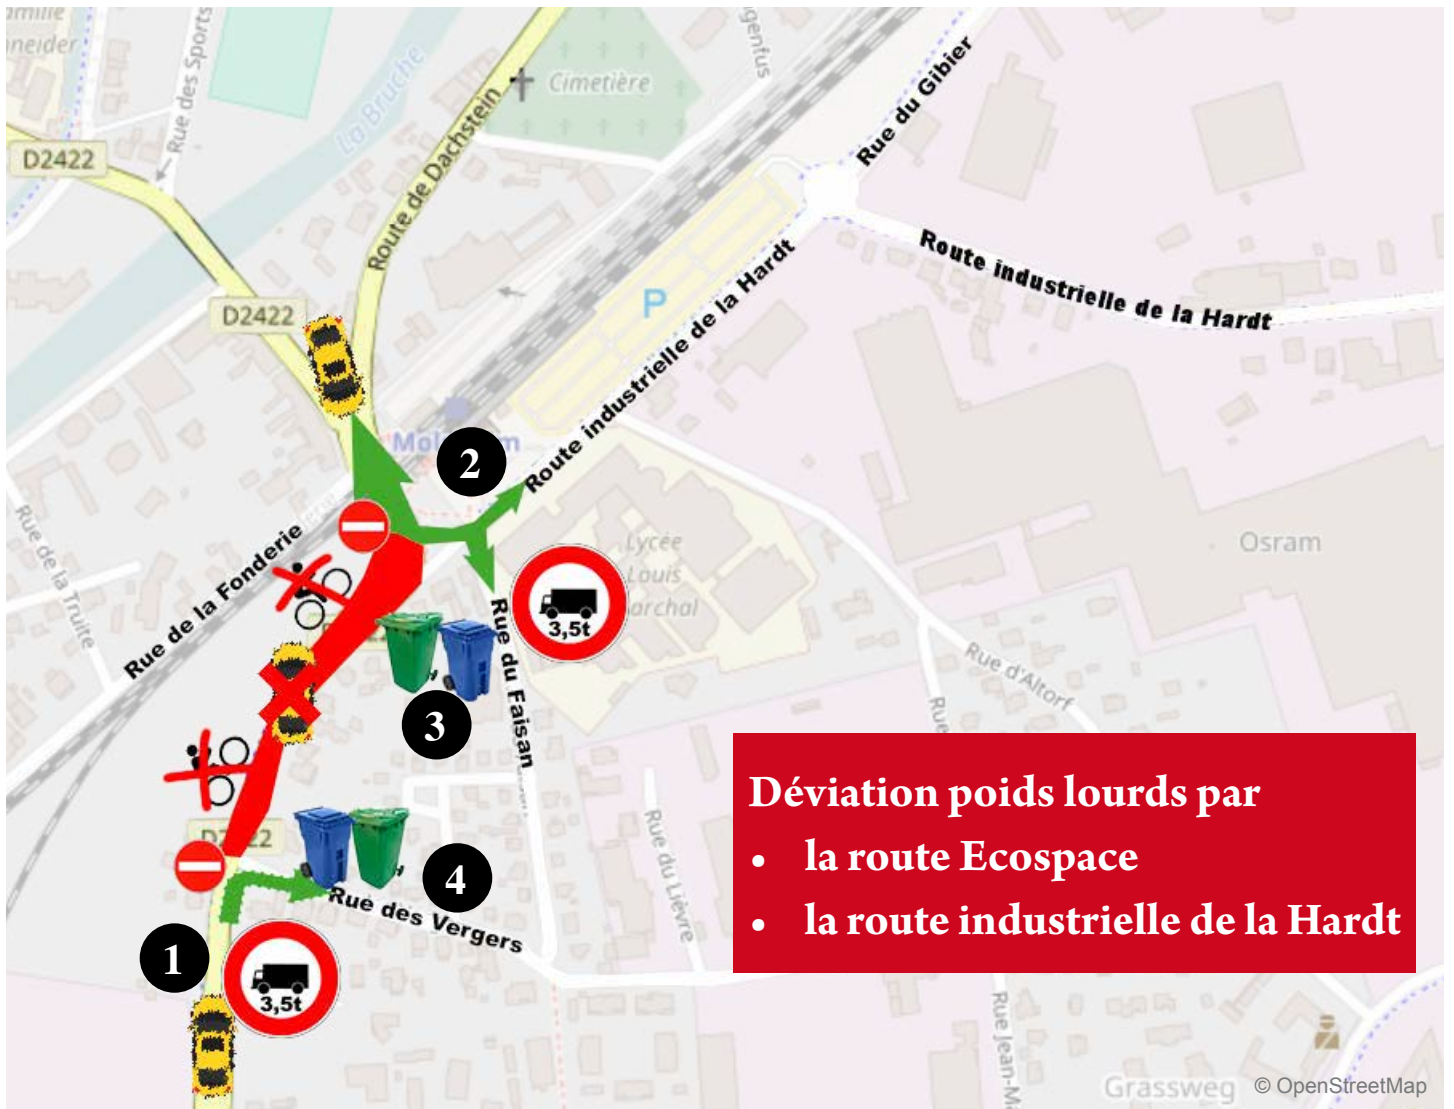 Rue des Sports
La Bruche
Cimetière
Rue du Gibier
D2422
Route de Dachstein
Route industrielle de la Hardt
D2422
P
Route industrielle de la Hardt
2
Rue de la Fonderie
Rue de la Truite
Lycée
Louis
Osram
3,5t
Rue du Faisan
Rue d'Altorf
Rue
3
Déviation poids lourds par
• la route Ecospace
• la route industrielle de la Hardt
4
Rue des Vergers
Rue du Lièvre
1
3,5t
Grassweg
© OpenStreetMap